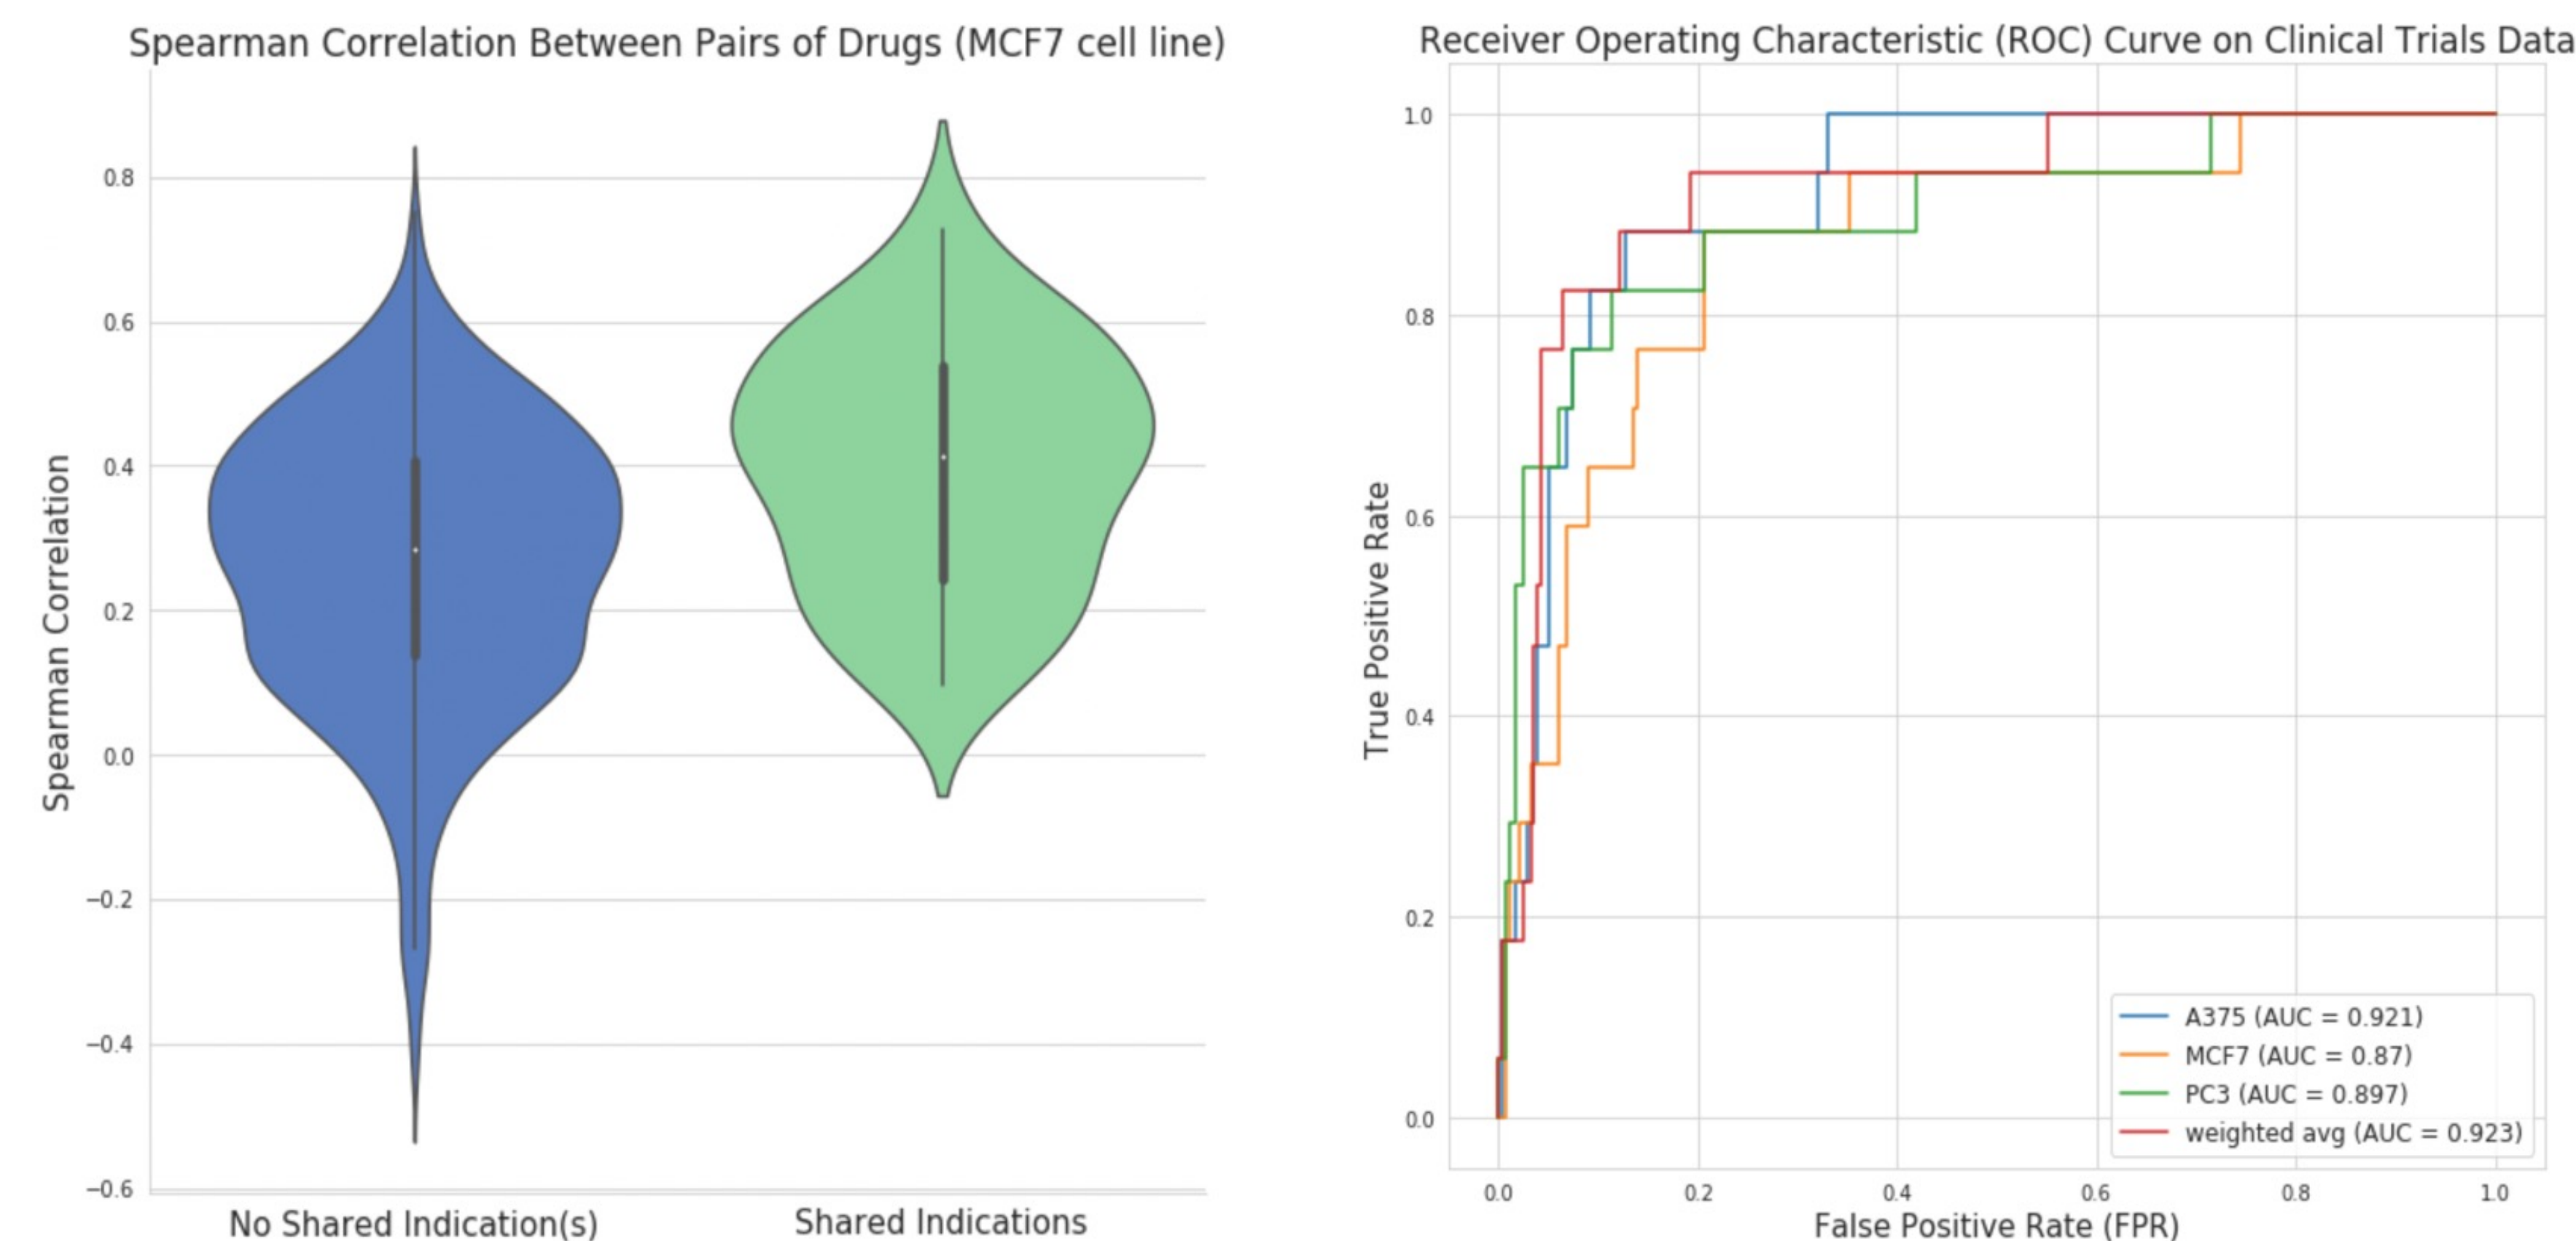 Spearman Correlation Between Pairs of Drugs (MCF7 cell line)
Spearman Correlation
0.8
0.6
0.4
0.2
0.0
−0.2
−0.4
−0.6
No Shared Indication(s)
Shared Indications
Receiver Operating Characteristic (ROC) Curve on Clinical Trials Data
True Positive Rate
1.0
0.8
0.6
0.4
0.2
0.0
A375 (AUC = 0.921)
MCF7 (AUC = 0.87)
PC3 (AUC = 0.897)
weighted avg (AUC = 0.923)
0.0 0.2 0.4 0.6 0.8 1.0
False Positive Rate (FPR)